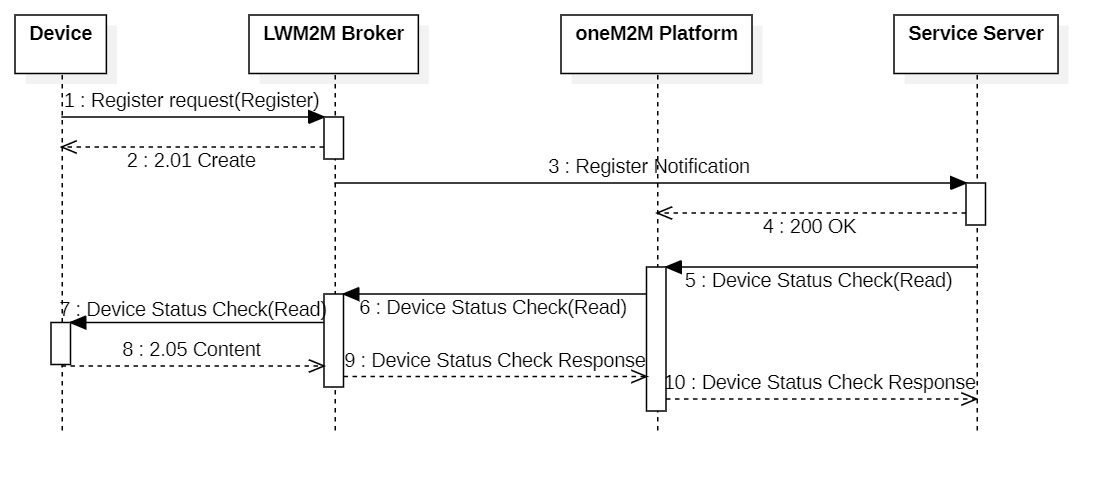 Device
LWM2M Broker
oneM2M Platform
Service Server
1 : Register request(Register)
2 : 2.01 Create
3 : Register Notification
4 : 200 OK
5 : Device Status Check(Read)
6 : Device Status Check(Read)
7 : Device Status Check(Read)
8 : 2.05 Content
9 : Device Status Check Response
10 : Device Status Check Response